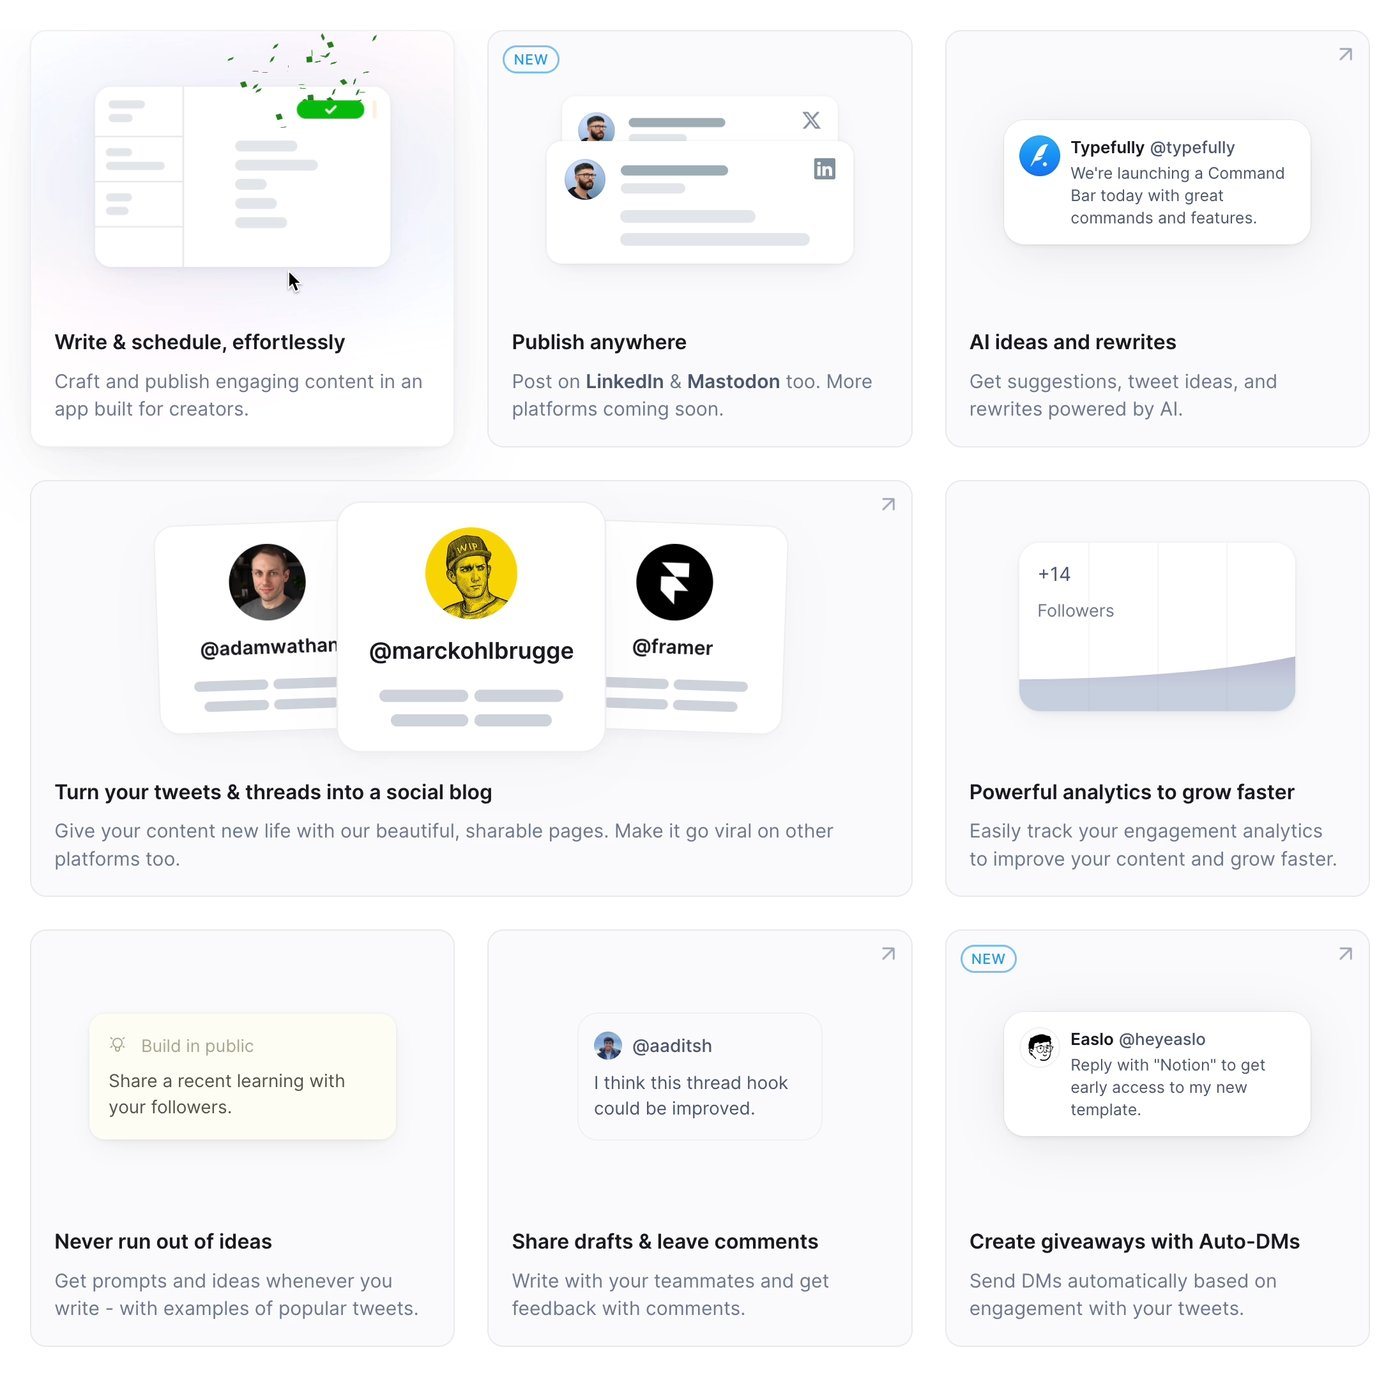 Write & schedule, effortlessly
Craft and publish engaging content in an
app built for creators.
NEW
Publish anywhere
Post on LinkedIn & Mastodon too. More
platforms coming soon.
Typefully @typefully
We're launching a Command
Bar today with great
commands and features.
AI ideas and rewrites
Get suggestions, tweet ideas, and
rewrites powered by AI.
@adamwathan
WIP
@marckohlbrugge
@framer
Turn your tweets & threads into a social blog
Give your content new life with our beautiful, sharable pages. Make it go viral on other
platforms too.
+14
Followers
Powerful analytics to grow faster
Easily track your engagement analytics
to improve your content and grow faster.
Build in public
Share a recent learning with
your followers.
Never run out of ideas
Get prompts and ideas whenever you
write - with examples of popular tweets.
@aaditsh
I think this thread hook
could be improved.
Share drafts & leave comments
Write with your teammates and get
feedback with comments.
NEW
Easlo @heyeaslo
Reply with "Notion" to get
early access to my new
template.
Create giveaways with Auto-DMs
Send DMs automatically based on
engagement with your tweets.